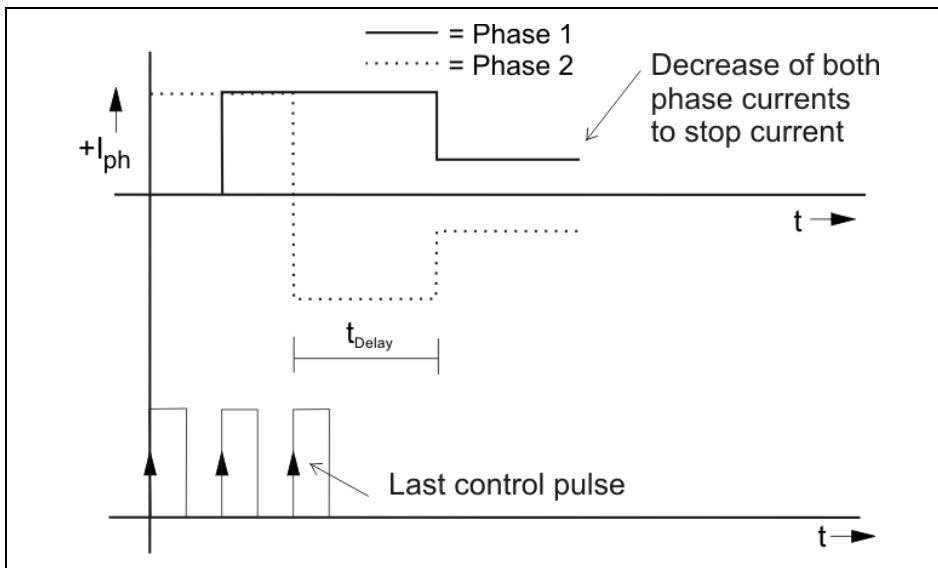 = Phase 1
= Phase 2
Decrease of both
phase currents
to stop current
+Iph
t
tDelay
Last control pulse
t